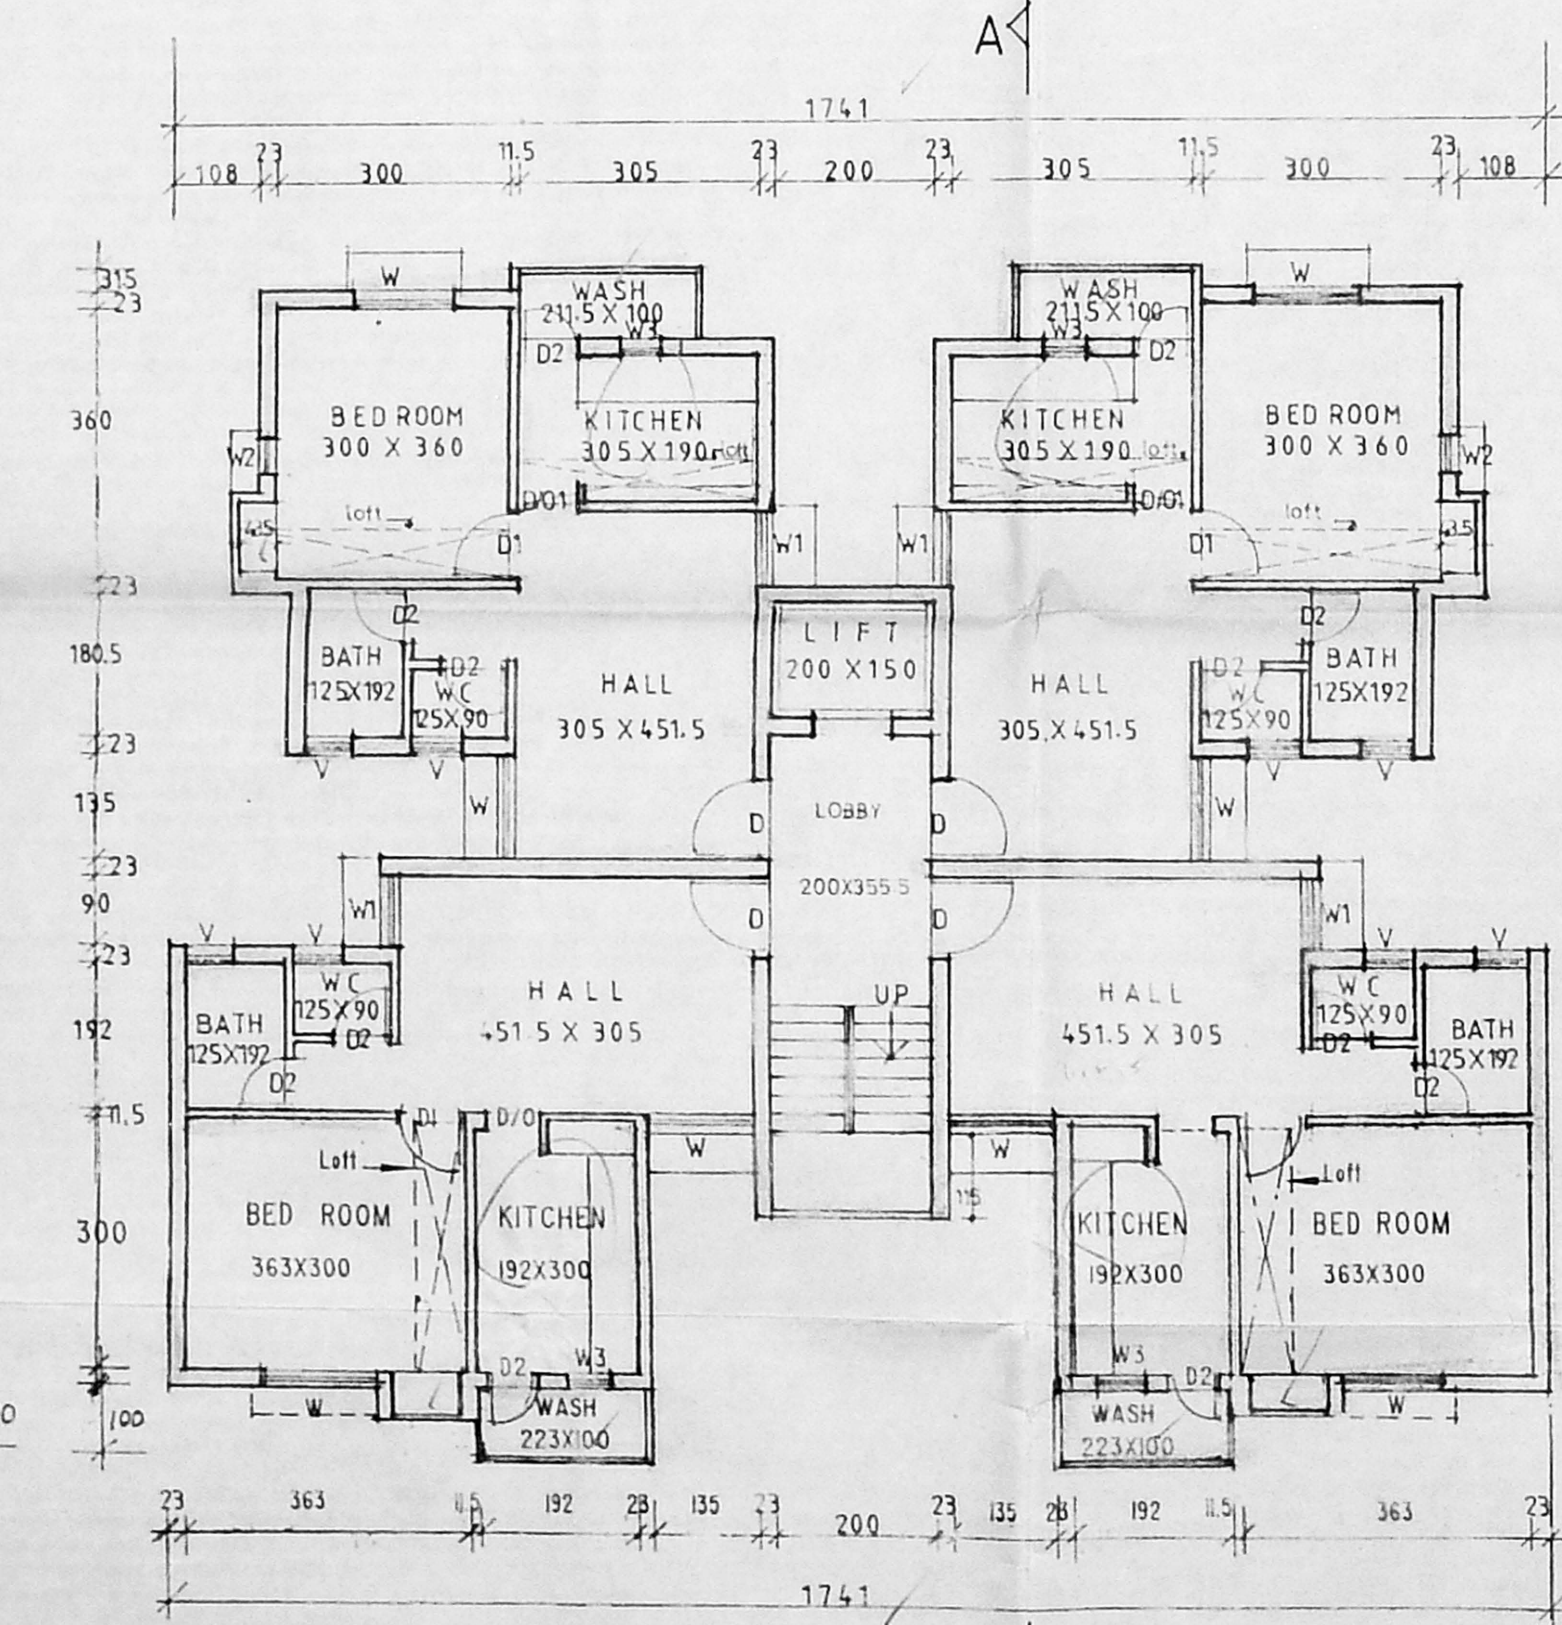 A
1741
108 23 300 11.5 305 23 200 23 305 11.5 300 23 108
315
23
W W
WASH WASH
211.5 X 100 211.5 X 100
W3 W3
D2 D2
360
BED ROOM KITCHEN KITCHEN BED ROOM
300 X 360 305 X 190 loft 305 X 190 loft 300 X 360
W2 W2
D/O1 D/O1
loft loft
43.5 43.5
D1 W1 W1 D1
23
D2 D2
LIFT
180.5
BATH D2 HALL 200 X 150 HALL D2 BATH
125X192 WC WC 125X192
125X90 305 X 451.5 305 X 451.5 125X90
23
V V V V
135
W W
D LOBBY D
23
90
200X355.5
W1 D D W1
V V V V
23
WC HALL UP HALL WC
125X90 125X90
192
BATH D2 451.5 X 305 451.5 X 305 D2 BATH
125X192 125X192
D2 D2
11.5
D1 D/O
W W
Loft Loft
115
BED ROOM KITCHEN KITCHEN BED ROOM
300
363X300 192X300 192X300 363X300
D2 W3 W3 D2
W WASH WASH W
100
223X100 223X100
23 363 11.5 192 23 135 23 200 23 135 23 192 11.5 363 23
1741